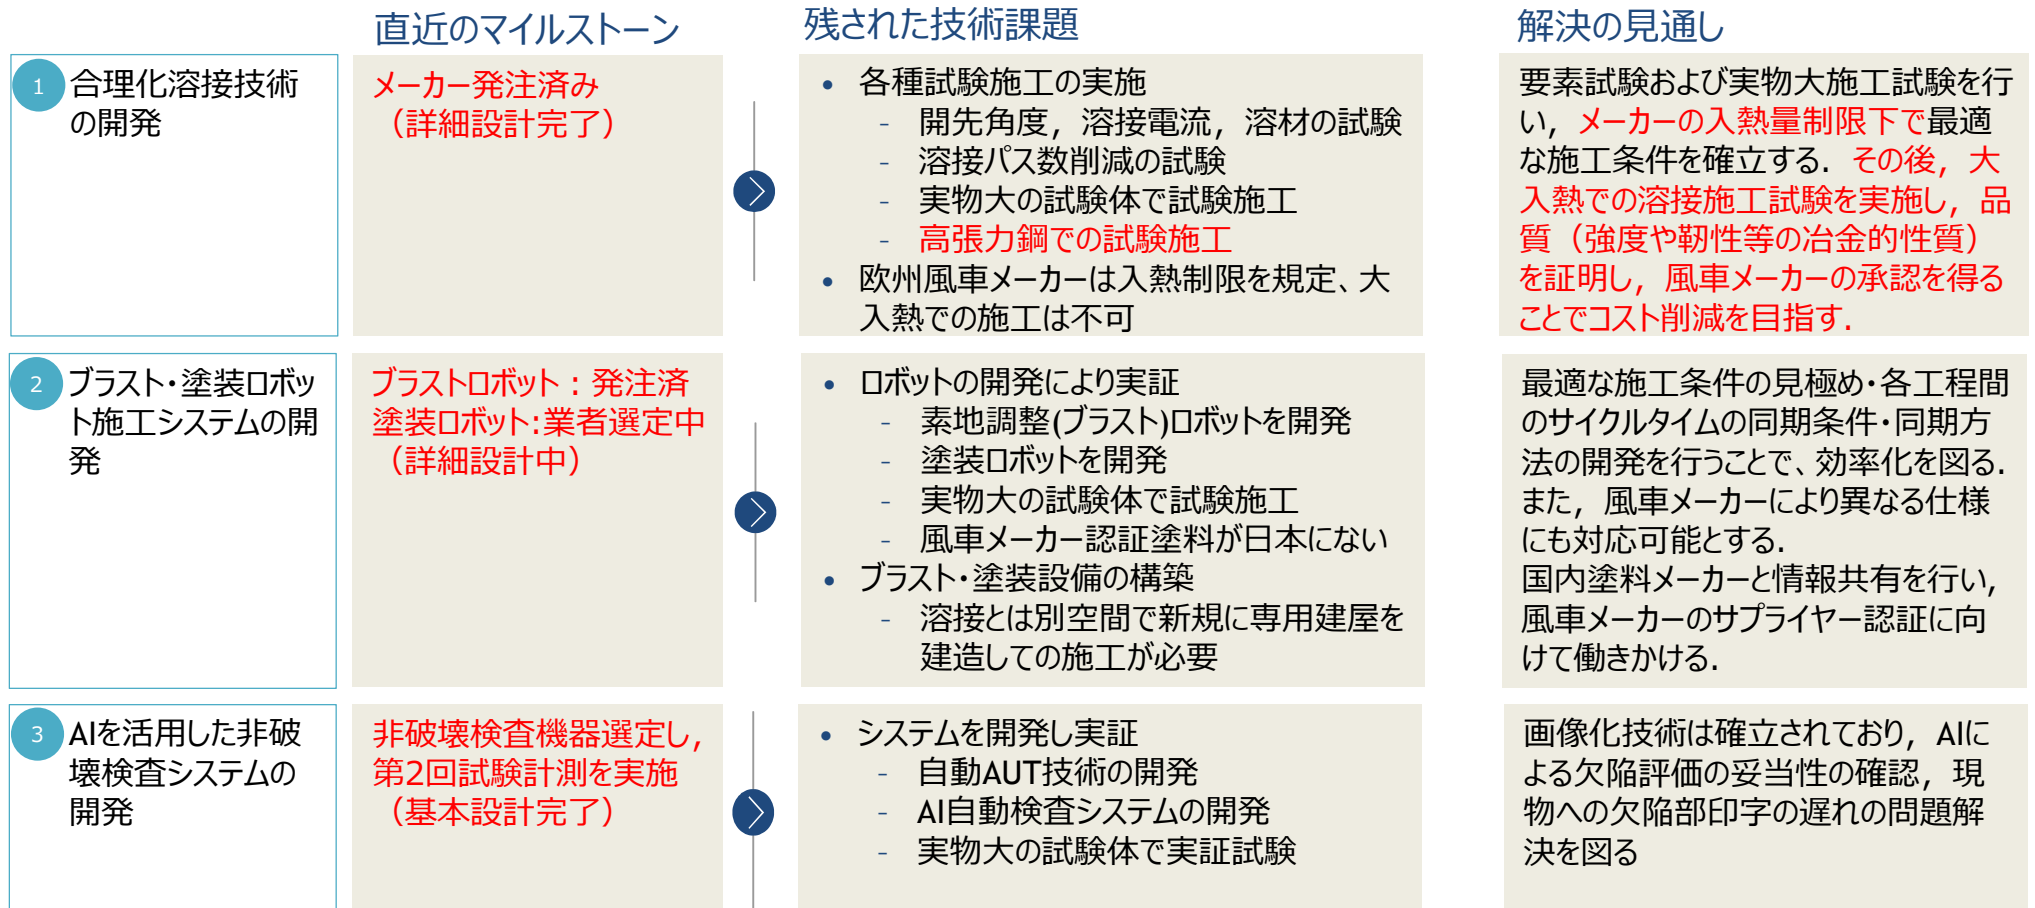 直近のマイルストーン
残された技術課題
解決の見通し
1
合理化溶接技術
の開発
メーカー発注済み
（詳細設計完了）
• 各種試験施工の実施
- 開先角度，溶接電流，溶材の試験
- 溶接パス数削減の試験
- 実物大の試験体で試験施工
- 高張力鋼での試験施工
• 欧州風車メーカーは入熱制限を規定、大
入熱での施工は不可
要素試験および実物大施工試験を行
い，メーカーの入熱量制限下で最適
な施工条件を確立する．その後，大
入熱での溶接施工試験を実施し，品
質（強度や靭性等の冶金的性質）
を証明し，風車メーカーの承認を得る
ことでコスト削減を目指す．
2
ブラスト・塗装ロボッ
ト施工システムの開
発
ブラストロボット：発注済
塗装ロボット:業者選定中
（詳細設計中）
• ロボットの開発により実証
- 素地調整(ブラスト)ロボットを開発
- 塗装ロボットを開発
- 実物大の試験体で試験施工
- 風車メーカー認証塗料が日本にない
• ブラスト・塗装設備の構築
- 溶接とは別空間で新規に専用建屋を
建造しての施工が必要
最適な施工条件の見極め・各工程間
のサイクルタイムの同期条件・同期方
法の開発を行うことで、効率化を図る．
また，風車メーカーにより異なる仕様
にも対応可能とする．
国内塗料メーカーと情報共有を行い，
風車メーカーのサプライヤー認証に向
けて働きかける．
3
AIを活用した非破
壊検査システムの
開発
非破壊検査機器選定し，
第2回試験計測を実施
（基本設計完了）
• システムを開発し実証
- 自動AUT技術の開発
- AI自動検査システムの開発
- 実物大の試験体で実証試験
画像化技術は確立されており，AIに
よる欠陥評価の妥当性の確認，現
物への欠陥部印字の遅れの問題解
決を図る